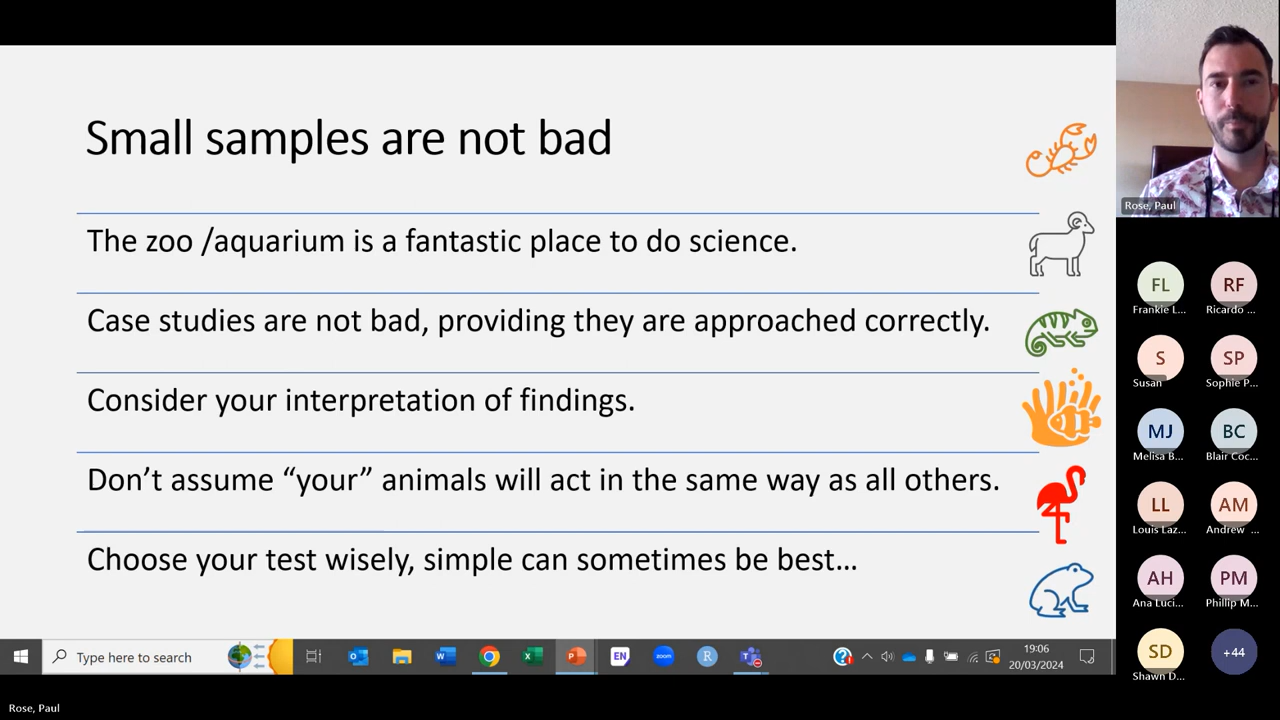 Small samples are not bad
The zoo /aquarium is a fantastic place to do science.
Case studies are not bad, providing they are approached correctly.
Consider your interpretation of findings.
Don’t assume “your” animals will act in the same way as all others.
Choose your test wisely, simple can sometimes be best…
Rose, Paul
FL
RF
Frankie L...
Ricardo ...
S
SP
Susan
Sophie P...
MJ
BC
Melisa B...
Blair Coc...
LL
AM
Louis Laz...
Andrew ...
AH
PM
Ana Luci...
Phillip M...
SD
+44
Shawn D...
Type here to search
EN
zoom
R
19:06
20/03/2024
Rose, Paul